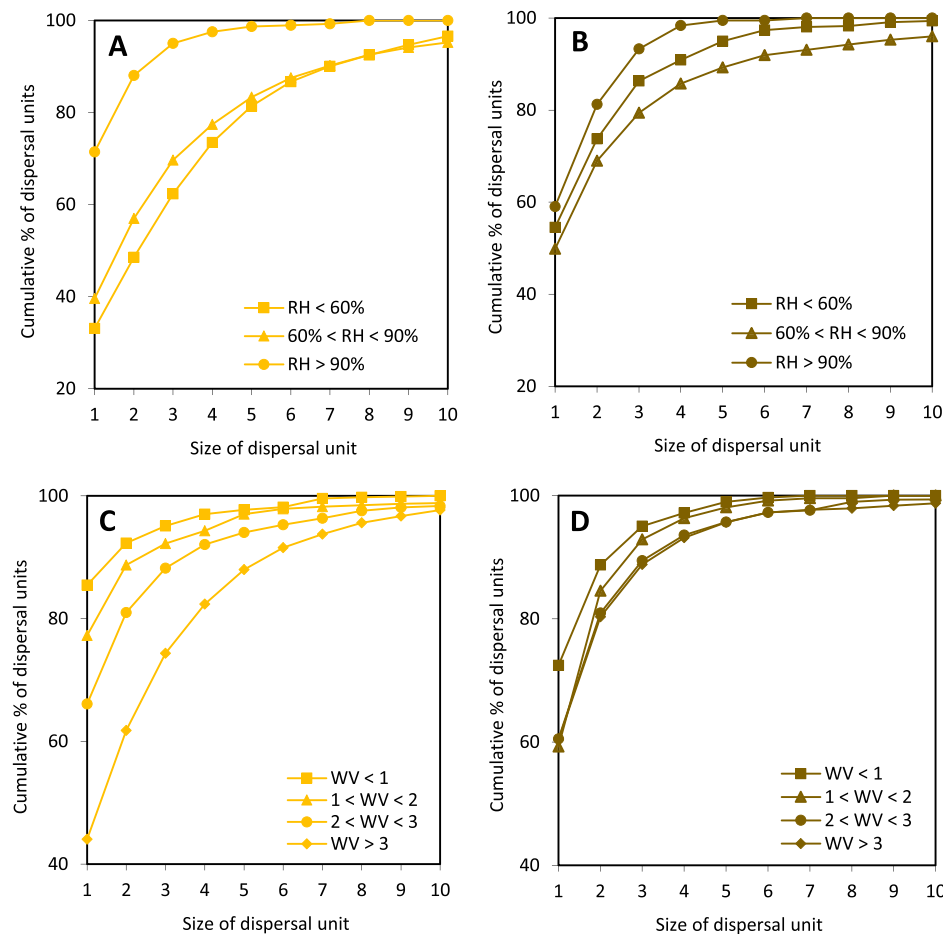 A
Cumulative % of dispersal units
100
80
60
40
20
RH < 60%
60% < RH < 90%
RH > 90%
1 2 3 4 5 6 7 8 9 10
Size of dispersal unit
B
Cumulative % of dispersal units
100
80
60
40
20
RH < 60%
60% < RH < 90%
RH > 90%
1 2 3 4 5 6 7 8 9 10
Size of dispersal unit
C
Cumulative % of dispersal units
100
80
60
40
WV < 1
1 < WV < 2
2 < WV < 3
WV > 3
1 2 3 4 5 6 7 8 9 10
Size of dispersal unit
D
Cumulative % of dispersal units
100
80
60
40
WV < 1
1 < WV < 2
2 < WV < 3
WV > 3
1 2 3 4 5 6 7 8 9 10
Size of dispersal unit